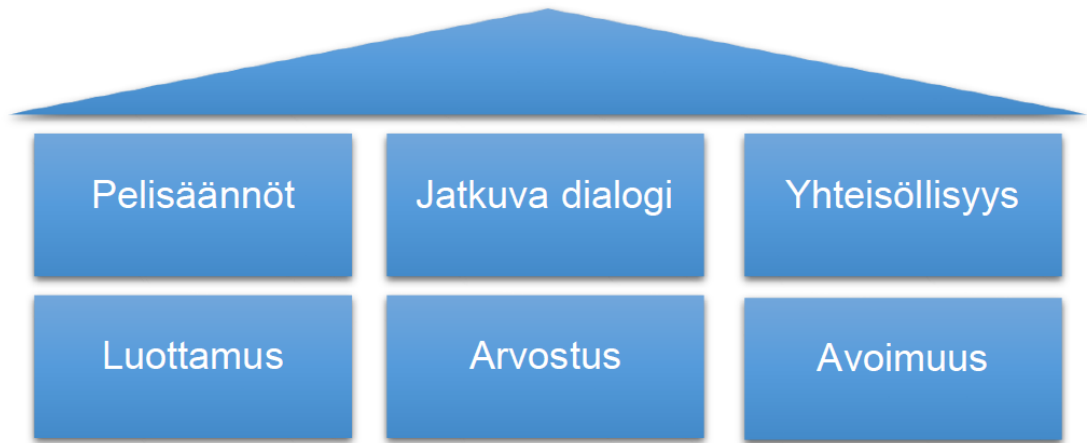 Pelisäännöt
Jatkuva dialogi
Yhteisöllisyys
Luottamus
Arvostus
Avoimuus